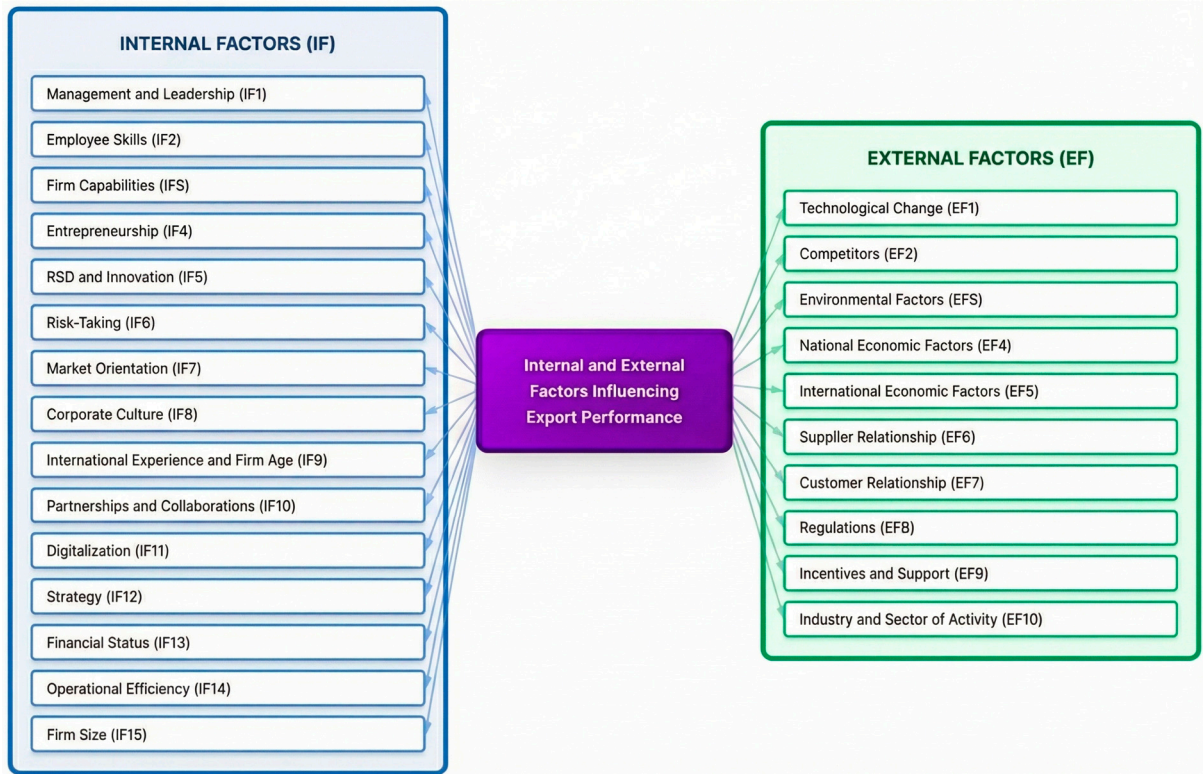 INTERNAL FACTORS (IF)
Management and Leadership (IF1)
Employee Skills (IF2)
Firm Capabilities (IFS)
Entrepreneurship (IF4)
RSD and Innovation (IF5)
Risk-Taking (IF6)
Market Orientation (IF7)
Corporate Culture (IF8)
International Experience and Firm Age (IF9)
Partnerships and Collaborations (IF10)
Digitalization (IF11)
Strategy (IF12)
Financial Status (IF13)
Operational Efficiency (IF14)
Firm Size (IF15)
Internal and External
Factors Influencing
Export Performance
EXTERNAL FACTORS (EF)
Technological Change (EF1)
Competitors (EF2)
Environmental Factors (EFS)
National Economic Factors (EF4)
International Economic Factors (EF5)
Suppller Relationship (EF6)
Customer Relationship (EF7)
Regulations (EF8)
Incentives and Support (EF9)
Industry and Sector of Activity (EF10)